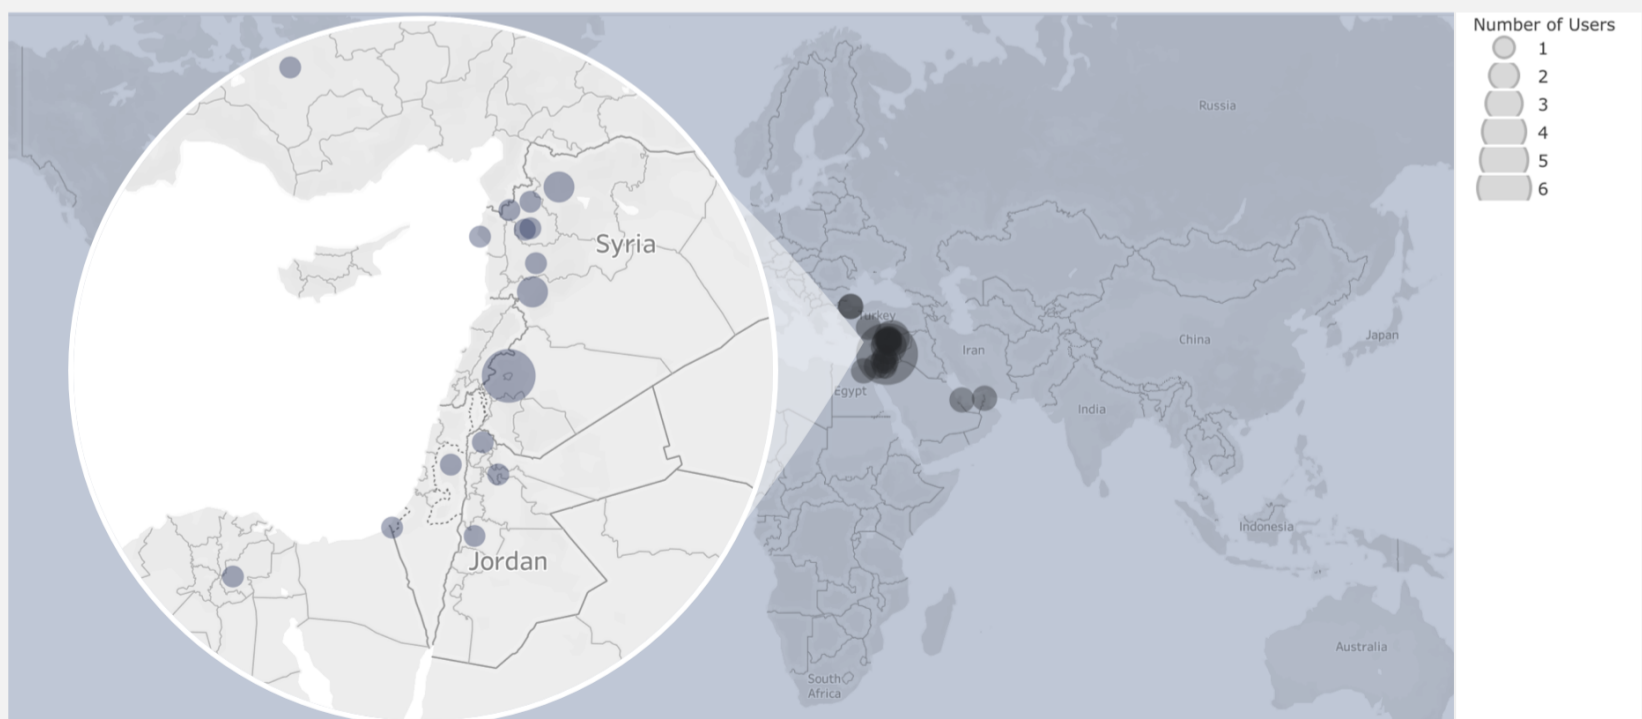 Number of Users
1
2
3
4
5
6
Russia
Syria
Turkey
Iran
China
Japan
Egypt
India
Jordan
Indonesia
Australia
South
Africa